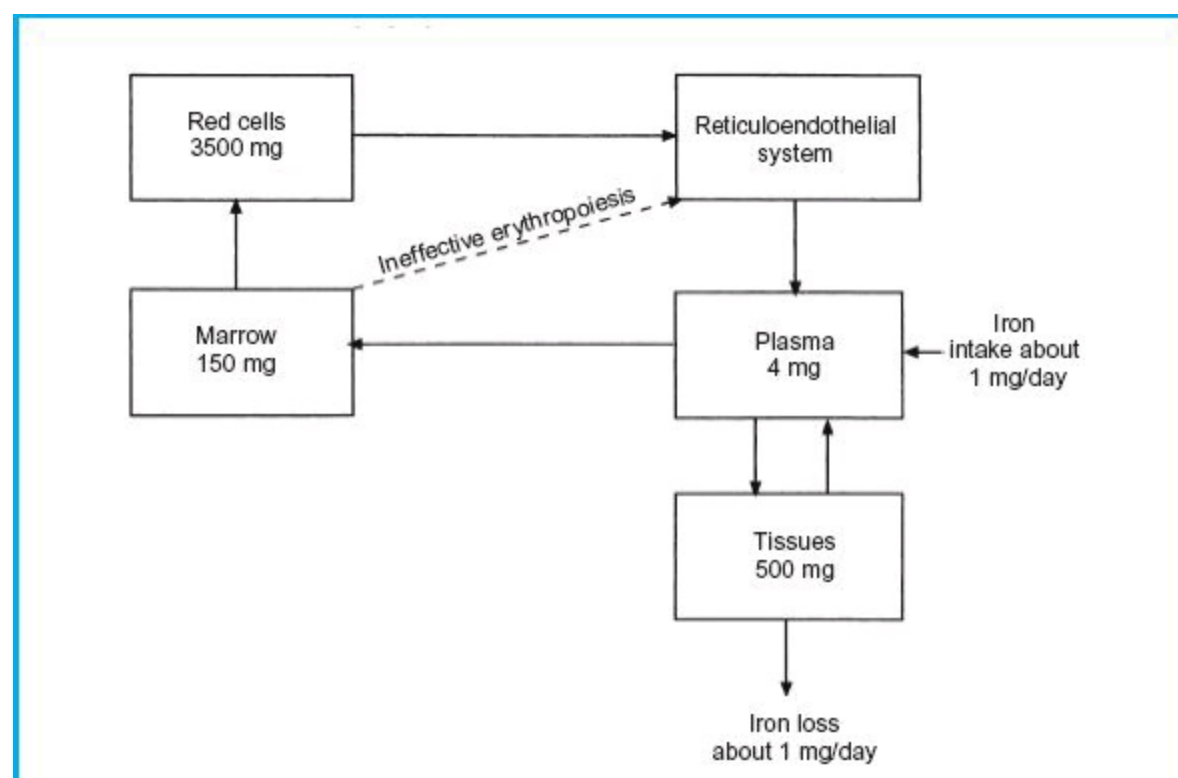 Red cells
3500 mg
Reticuloendothelial
system
Ineffective erythropoiesis
Marrow
150 mg
Plasma
4 mg
Iron
intake about
1 mg/day
Tissues
500 mg
Iron loss
about 1 mg/day